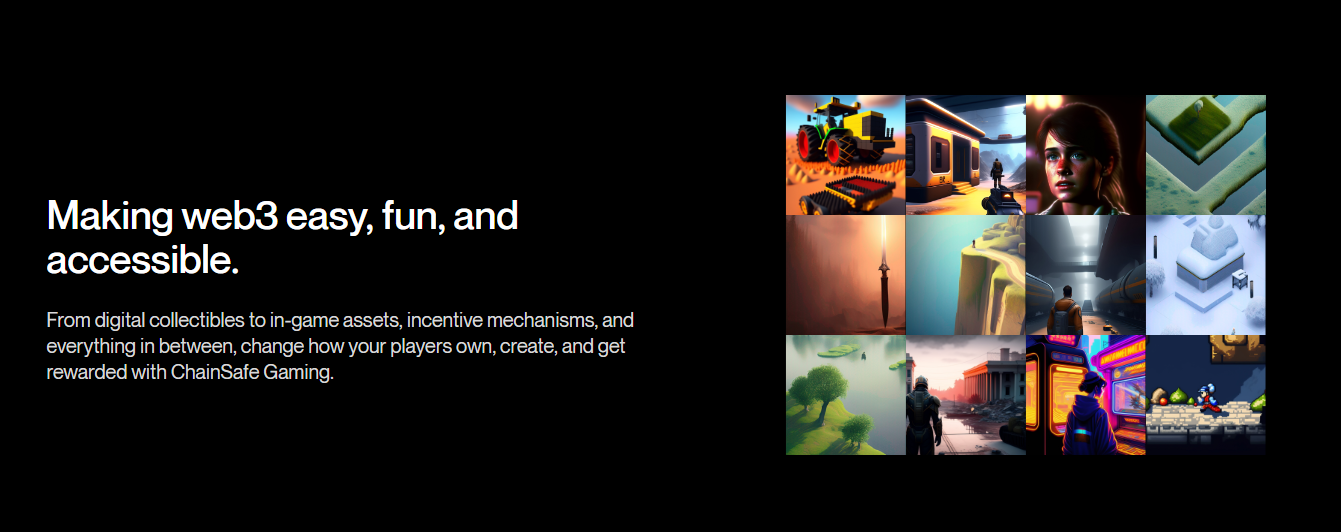 Making web3 easy, fun, and
accessible.
From digital collectibles to in-game assets, incentive mechanisms, and
everything in between, change how your players own, create, and get
rewarded with ChainSafe Gaming.